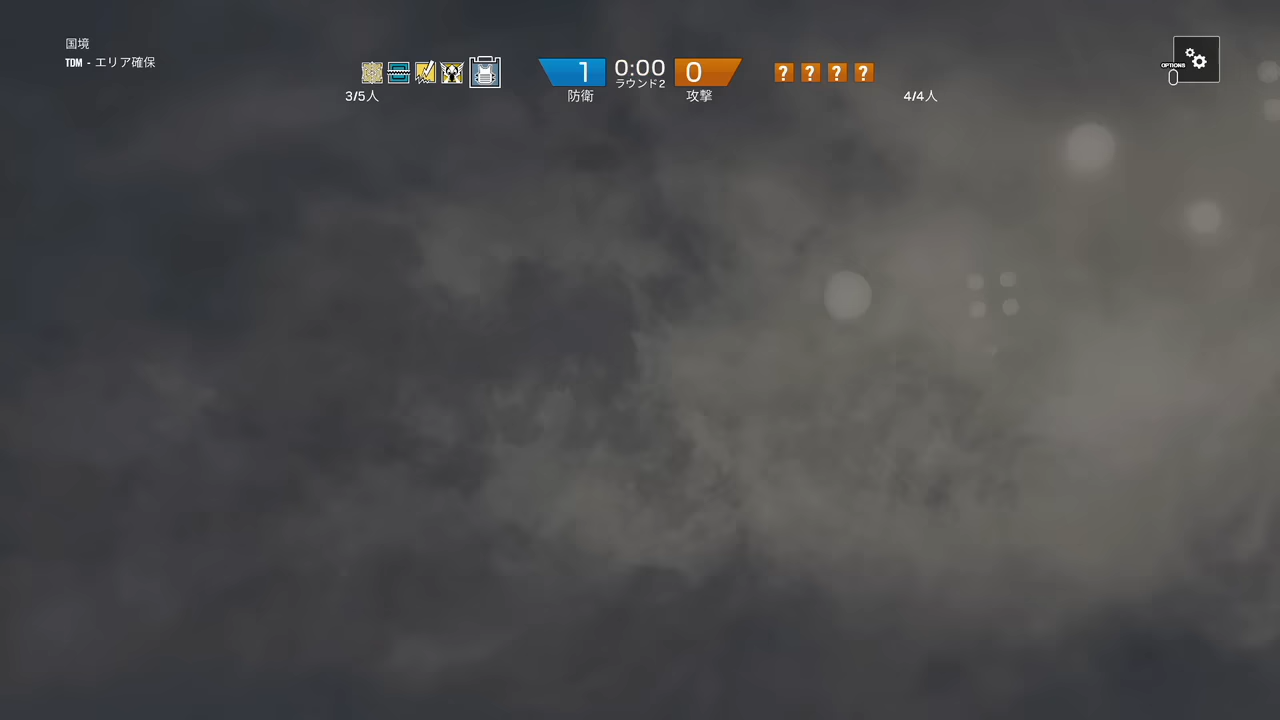 国境
TDM - エリア確保
3/5人
1
防衛
0:00
ラウンド2
0
攻撃
? ? ? ?
4/4人
OPTIONS